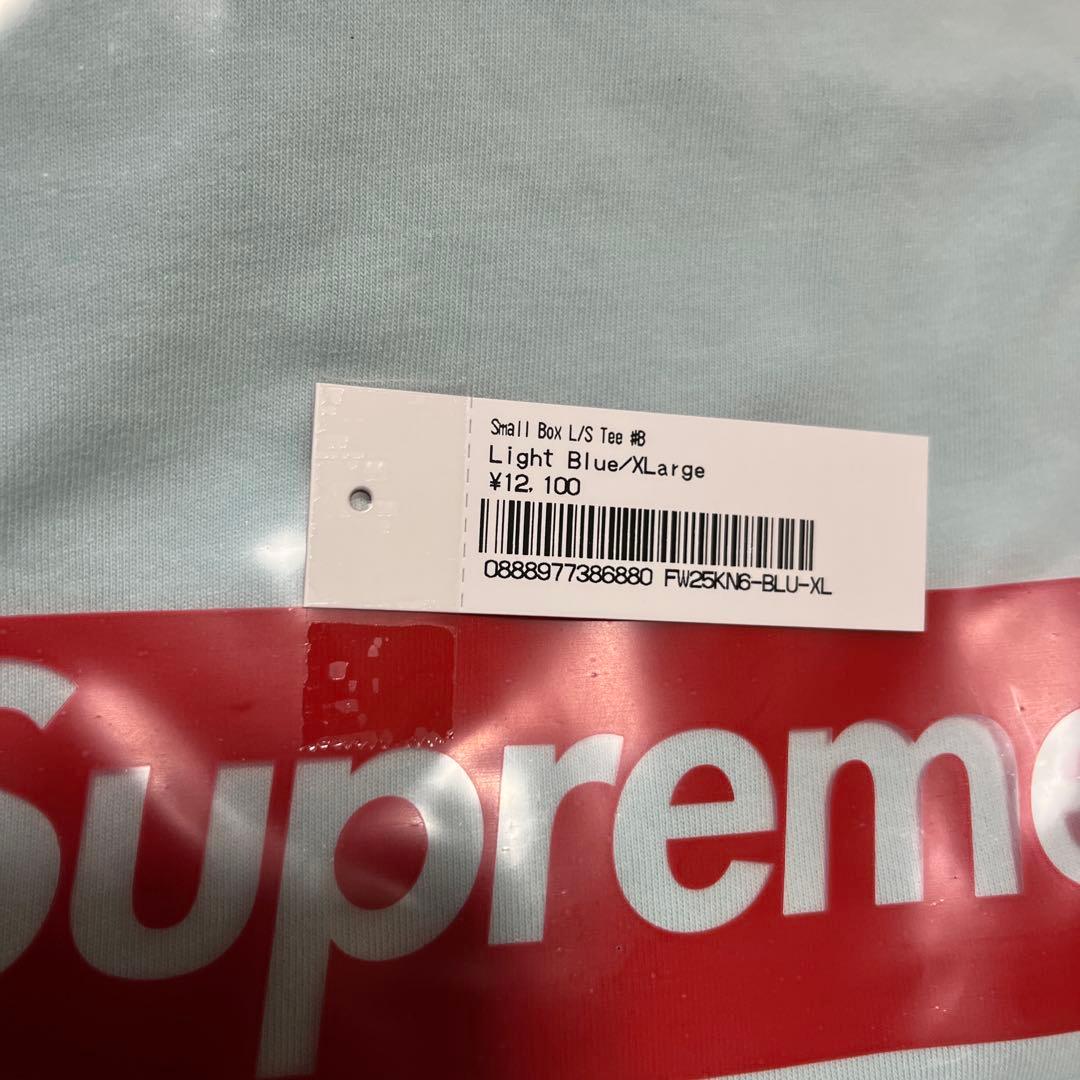 Small Box L/S Tee #B
Light Blue/XLarge
¥12,100
0888977386880 FW25KN6-BLU-XL
Supreme